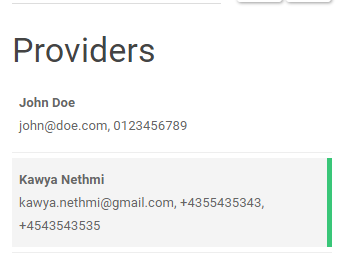 Providers
John Doe
john@doe.com, 0123456789
Kawya Nethmi
kawya.nethmi@gmail.com, +4355435343,
+4543543535